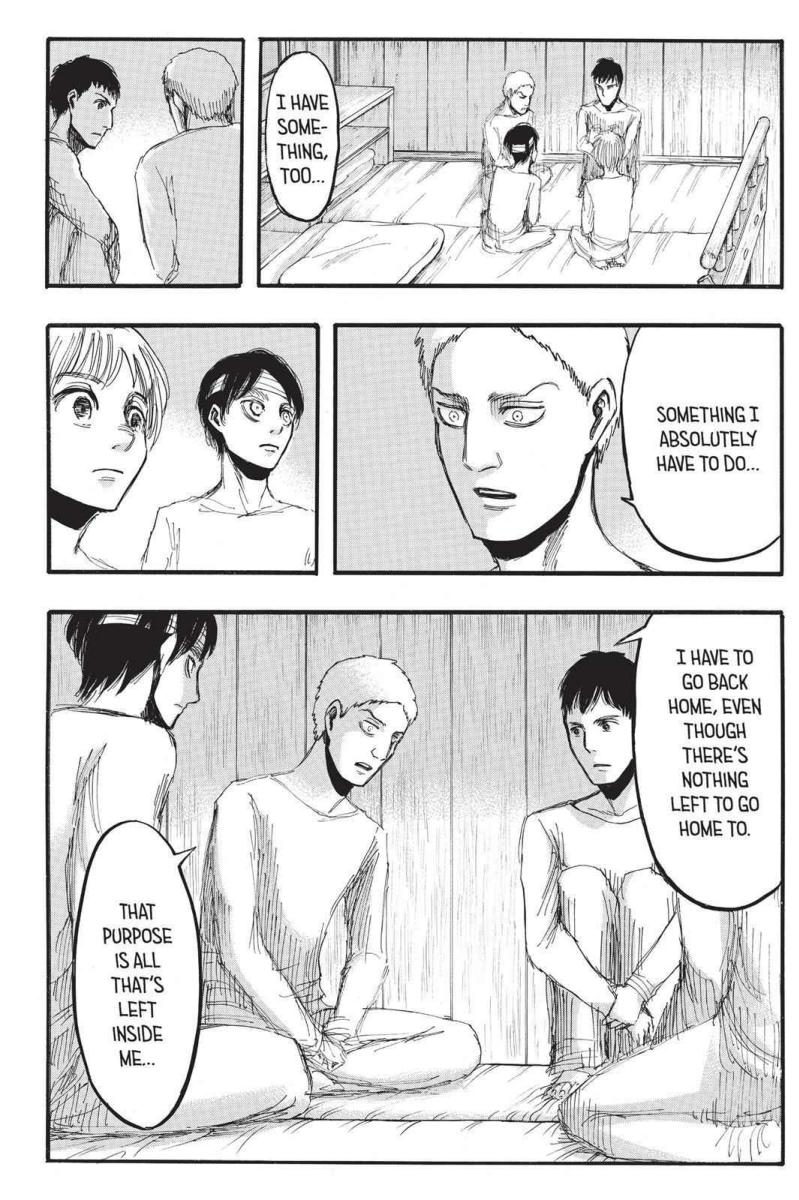 I HAVE
SOME-
THING,
TOO...
SOMETHING I
ABSOLUTELY
HAVE TO DO...
I HAVE TO
GO BACK
HOME, EVEN
THOUGH
THERE'S
NOTHING
LEFT TO GO
HOME TO.
THAT
PURPOSE
IS ALL
THAT'S
LEFT
INSIDE
ME...